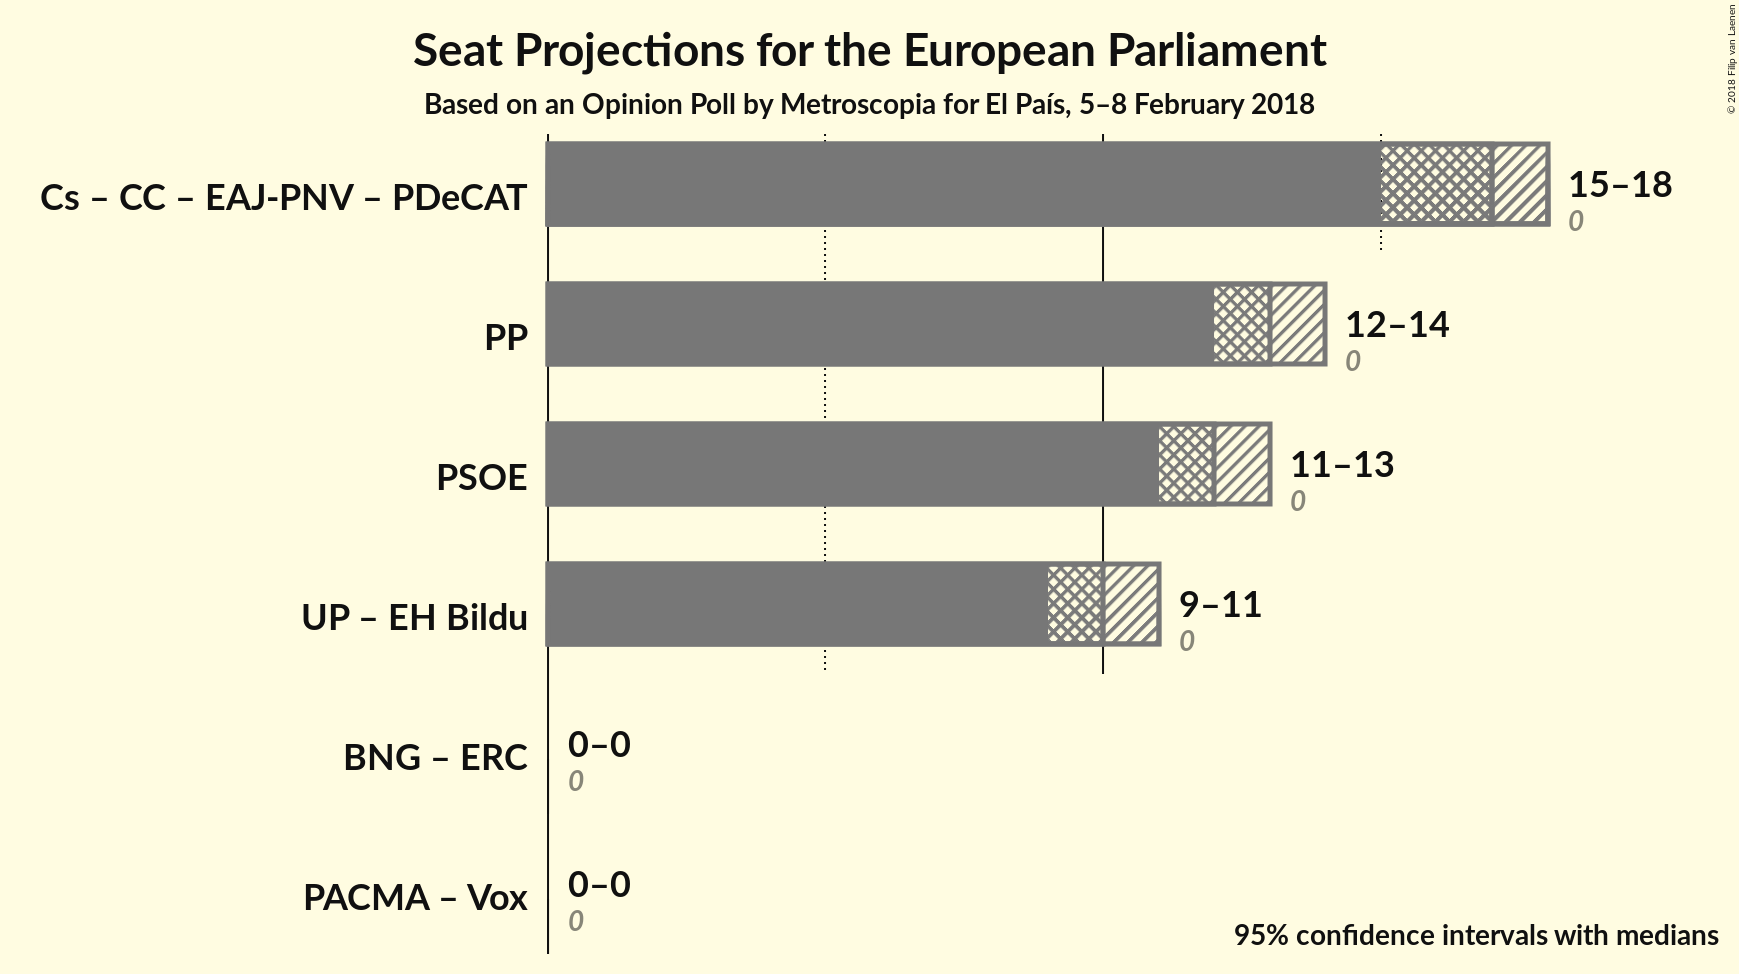 Seat Projections for the European Parliament
Based on an Opinion Poll by Metroscopia for El País, 5–8 February 2018
© 2018 Filip van Laenen
Cs – CC – EAJ-PNV – PDeCAT
15–18
0
PP
12–14
0
PSOE
11–13
0
UP – EH Bildu
9–11
0
BNG – ERC
0–0
0
PACMA – Vox
0–0
0
95% confidence intervals with medians